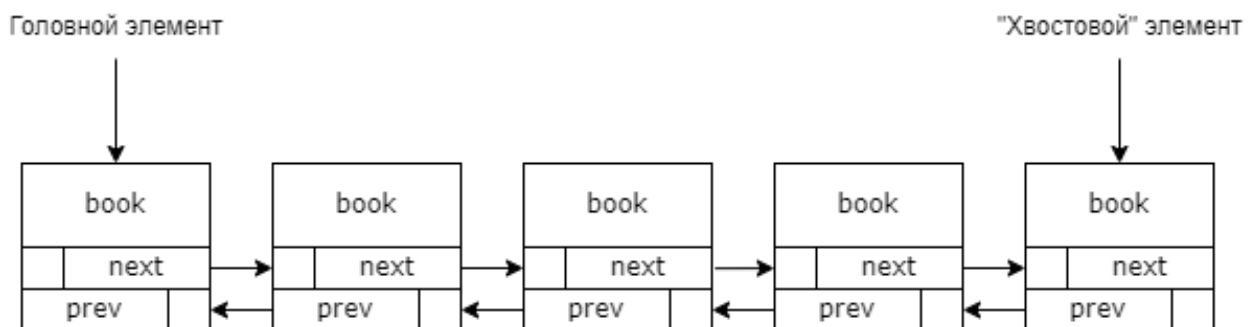 Головной элемент
"Хвостовой" элемент
book book book book book
next next next next next
prev prev prev prev prev